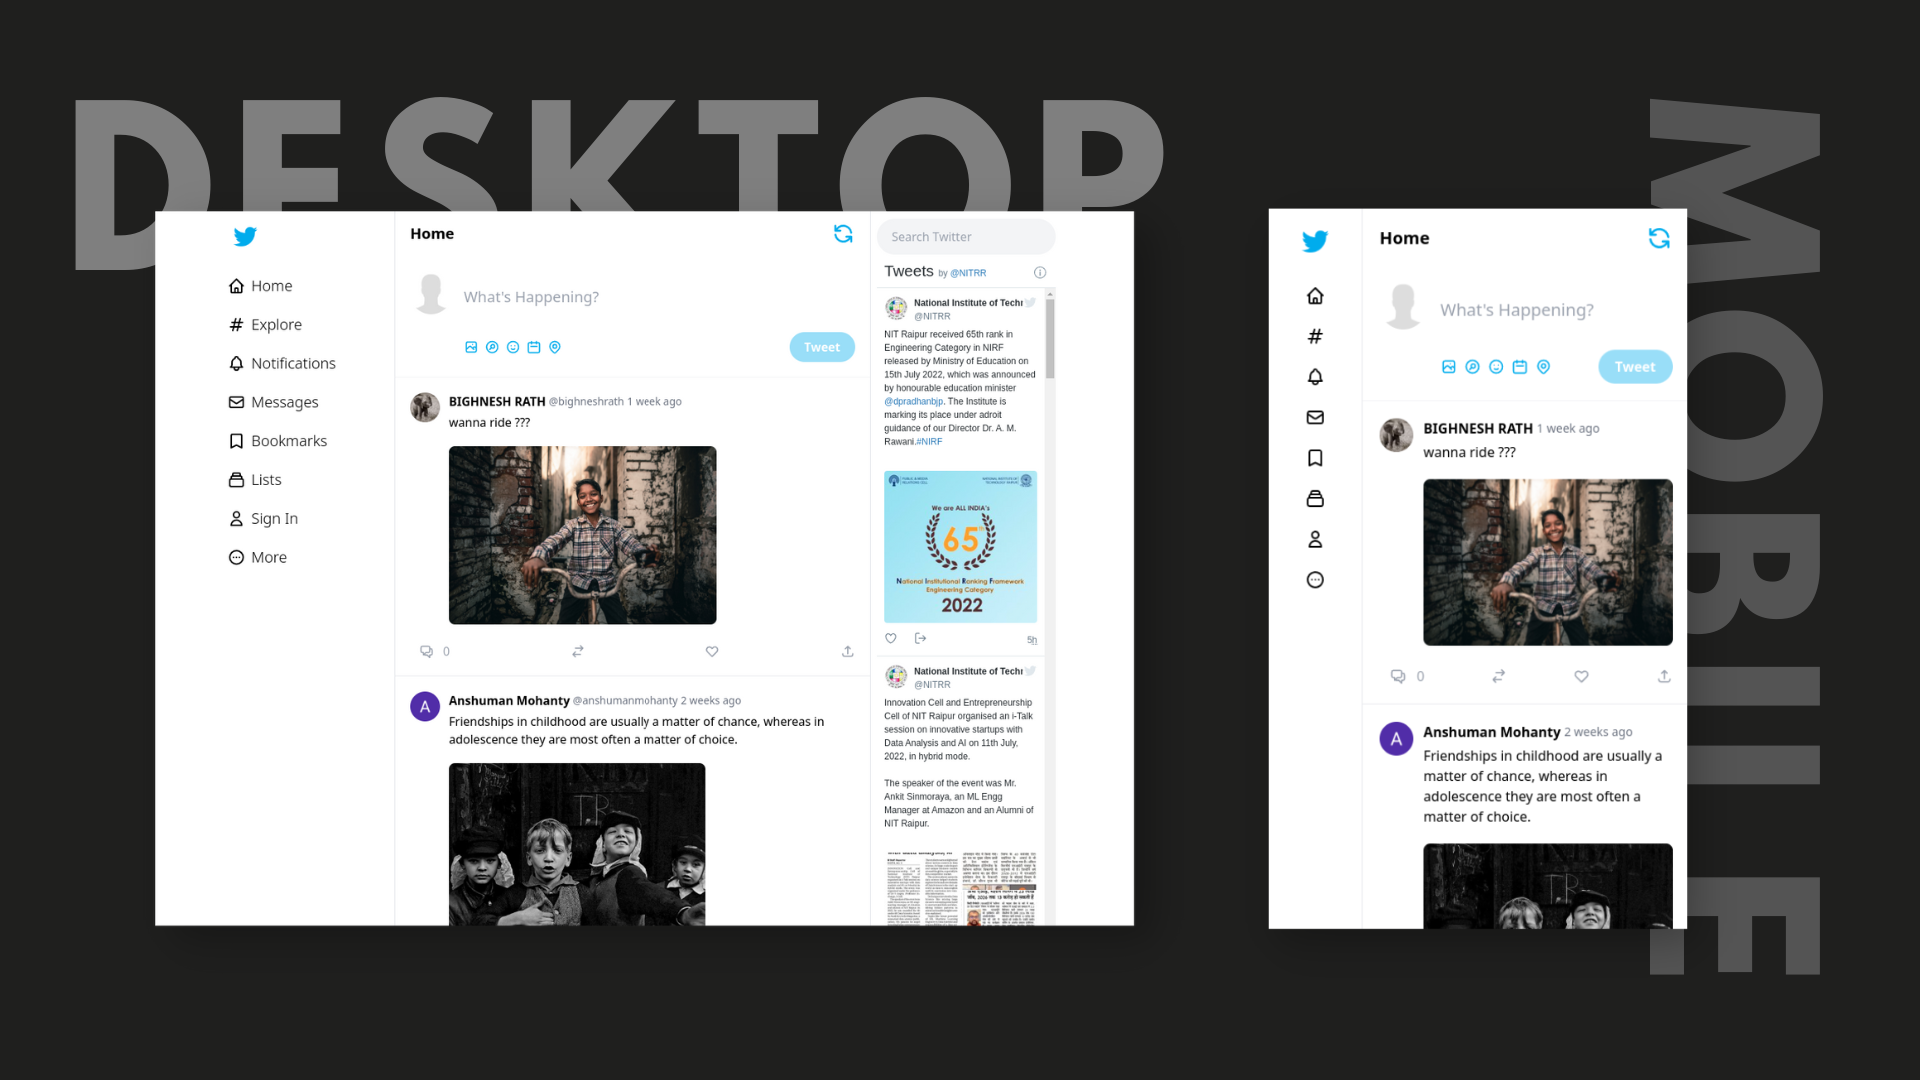 DESKTOP
Home
Explore
Notifications
Messages
Bookmarks
Lists
Sign In
More
Home
What's Happening?
Tweet
BIGHNESH RATH @bighneshrath 1 week ago
wanna ride ???
0
Anshuman Mohanty @anshumanmohanty 2 weeks ago
Friendships in childhood are usually a matter of chance, whereas in
adolescence they are most often a matter of choice.
A
Search Twitter
Tweets by @NITRR
National Institute of Techr
@NITRR
NIT Raipur received 65th rank in
Engineering Category in NIRF
released by Ministry of Education on
15th July 2022, which was announced
by honourable education minister
@dpradhanbjp. The Institute is
marking its place under adroit
guidance of our Director Dr. A. M.
Rawani.#NIRF
We are ALL INDIA's
65
National Institutional Ranking Framework
Engineering Category
2022
5h
National Institute of Techr
@NITRR
Innovation Cell and Entrepreneurship
Cell of NIT Raipur organised an i-Talk
session on innovative startups with
Data Analysis and AI on 11th July,
2022, in hybrid mode.
The speaker of the event was Mr.
Ankit Sinmoraya, an ML Engg
Manager at Amazon and an Alumni of
NIT Raipur.
MOBILE
Home
What's Happening?
Tweet
BIGHNESH RATH 1 week ago
wanna ride ???
0
A
Anshuman Mohanty 2 weeks ago
Friendships in childhood are usually a
matter of chance, whereas in
adolescence they are most often a
matter of choice.